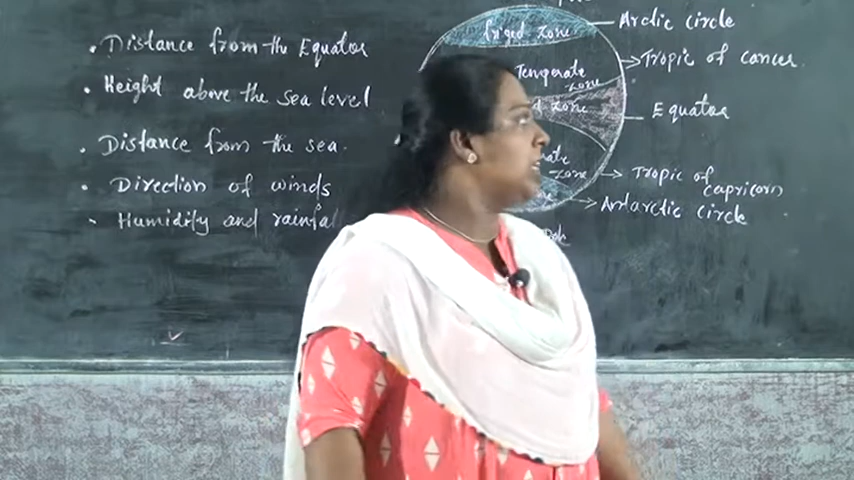 • Distance from the Equator
• Height above the sea level
• Distance from the sea.
• Direction of winds
• Humidity and rainfal
frigid zone
Arctic circle
Temperate zone
Tropic of cancer.
zone
Equator
zone
Tropic of capricorn
Antarctic circle